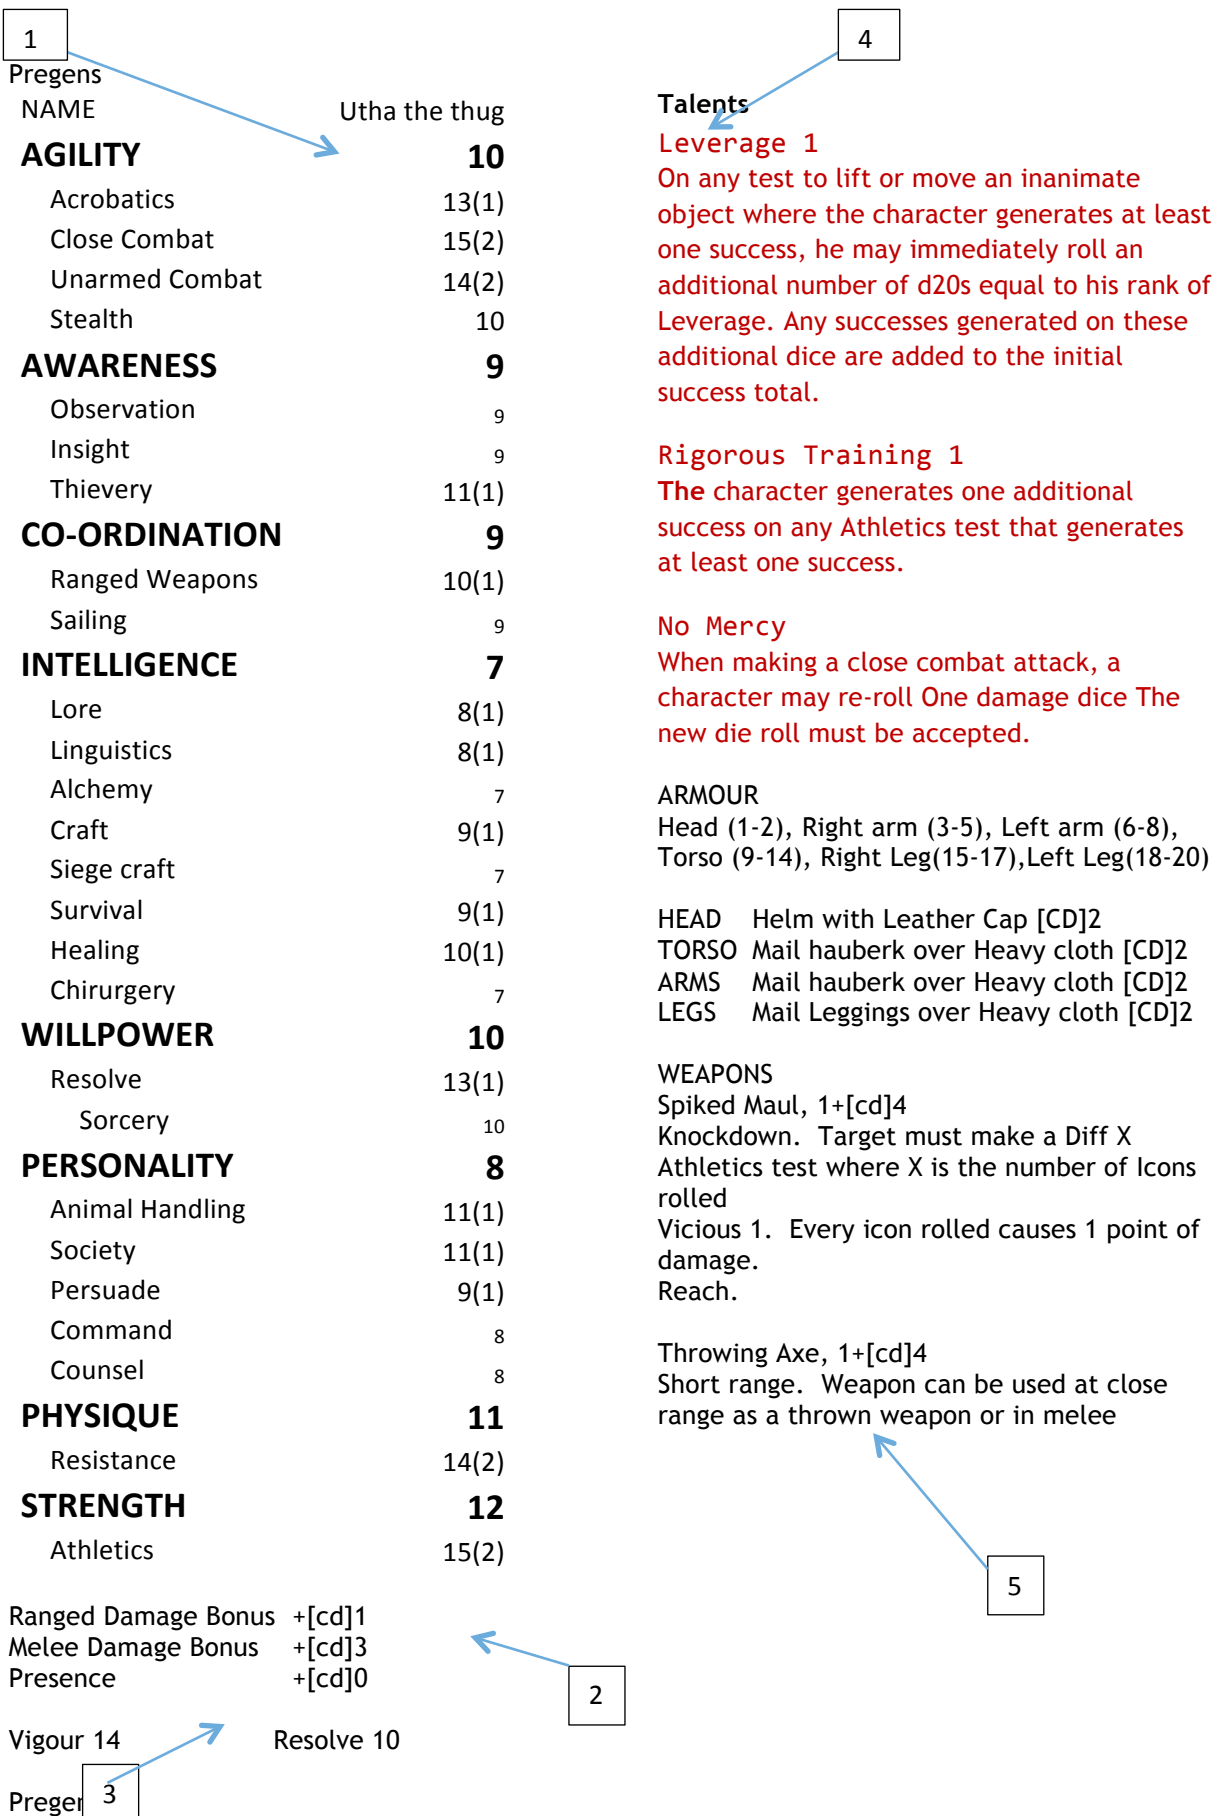 1
Pregens
NAME Utha the thug
AGILITY 10
Acrobatics 13(1)
Close Combat 15(2)
Unarmed Combat 14(2)
Stealth 10
AWARENESS 9
Observation 9
Insight 9
Thievery 11(1)
CO-ORDINATION 9
Ranged Weapons 10(1)
Sailing 9
INTELLIGENCE 7
Lore 8(1)
Linguistics 8(1)
Alchemy 7
Craft 9(1)
Siege craft 7
Survival 9(1)
Healing 10(1)
Chirurgery 7
WILLPOWER 10
Resolve 13(1)
Sorcery 10
PERSONALITY 8
Animal Handling 11(1)
Society 11(1)
Persuade 9(1)
Command 8
Counsel 8
PHYSIQUE 11
Resistance 14(2)
STRENGTH 12
Athletics 15(2)
Ranged Damage Bonus +[cd]1
Melee Damage Bonus +[cd]3
Presence +[cd]0
2
Vigour 14 Resolve 10
3
4
Talents
Leverage 1
On any test to lift or move an inanimate
object where the character generates at least
one success, he may immediately roll an
additional number of d20s equal to his rank of
Leverage. Any successes generated on these
additional dice are added to the initial
success total.
Rigorous Training 1
The character generates one additional
success on any Athletics test that generates
at least one success.
No Mercy
When making a close combat attack, a
character may re-roll One damage dice The
new die roll must be accepted.
ARMOUR
Head (1-2), Right arm (3-5), Left arm (6-8),
Torso (9-14), Right Leg(15-17),Left Leg(18-20)
HEAD Helm with Leather Cap [CD]2
TORSO Mail hauberk over Heavy cloth [CD]2
ARMS Mail hauberk over Heavy cloth [CD]2
LEGS Mail Leggings over Heavy cloth [CD]2
WEAPONS
Spiked Maul, 1+[cd]4
Knockdown. Target must make a Diff X
Athletics test where X is the number of Icons
rolled
Vicious 1. Every icon rolled causes 1 point of
damage.
Reach.
Throwing Axe, 1+[cd]4
Short range. Weapon can be used at close
range as a thrown weapon or in melee
5